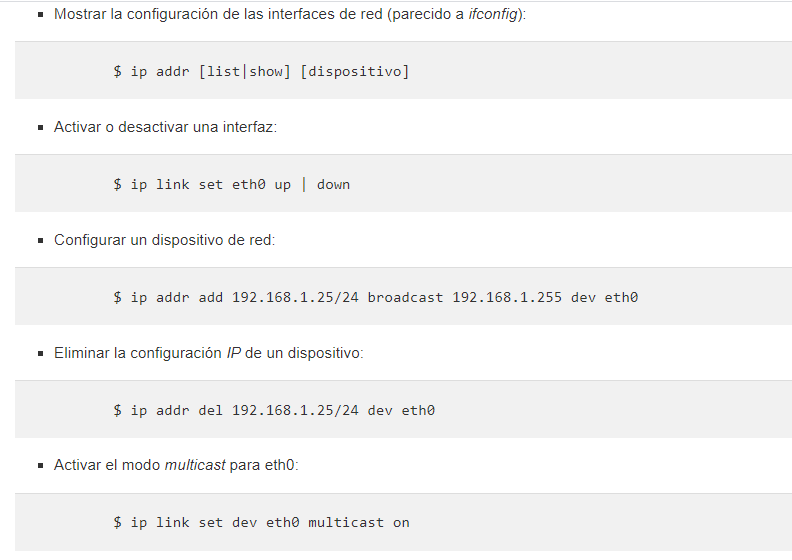 ▪ Mostrar la configuración de las interfaces de red (parecido a ifconfig):
$ ip addr [list|show] [dispositivo]
▪ Activar o desactivar una interfaz:
$ ip link set eth0 up | down
▪ Configurar un dispositivo de red:
$ ip addr add 192.168.1.25/24 broadcast 192.168.1.255 dev eth0
▪ Eliminar la configuración IP de un dispositivo:
$ ip addr del 192.168.1.25/24 dev eth0
▪ Activar el modo multicast para eth0:
$ ip link set dev eth0 multicast on